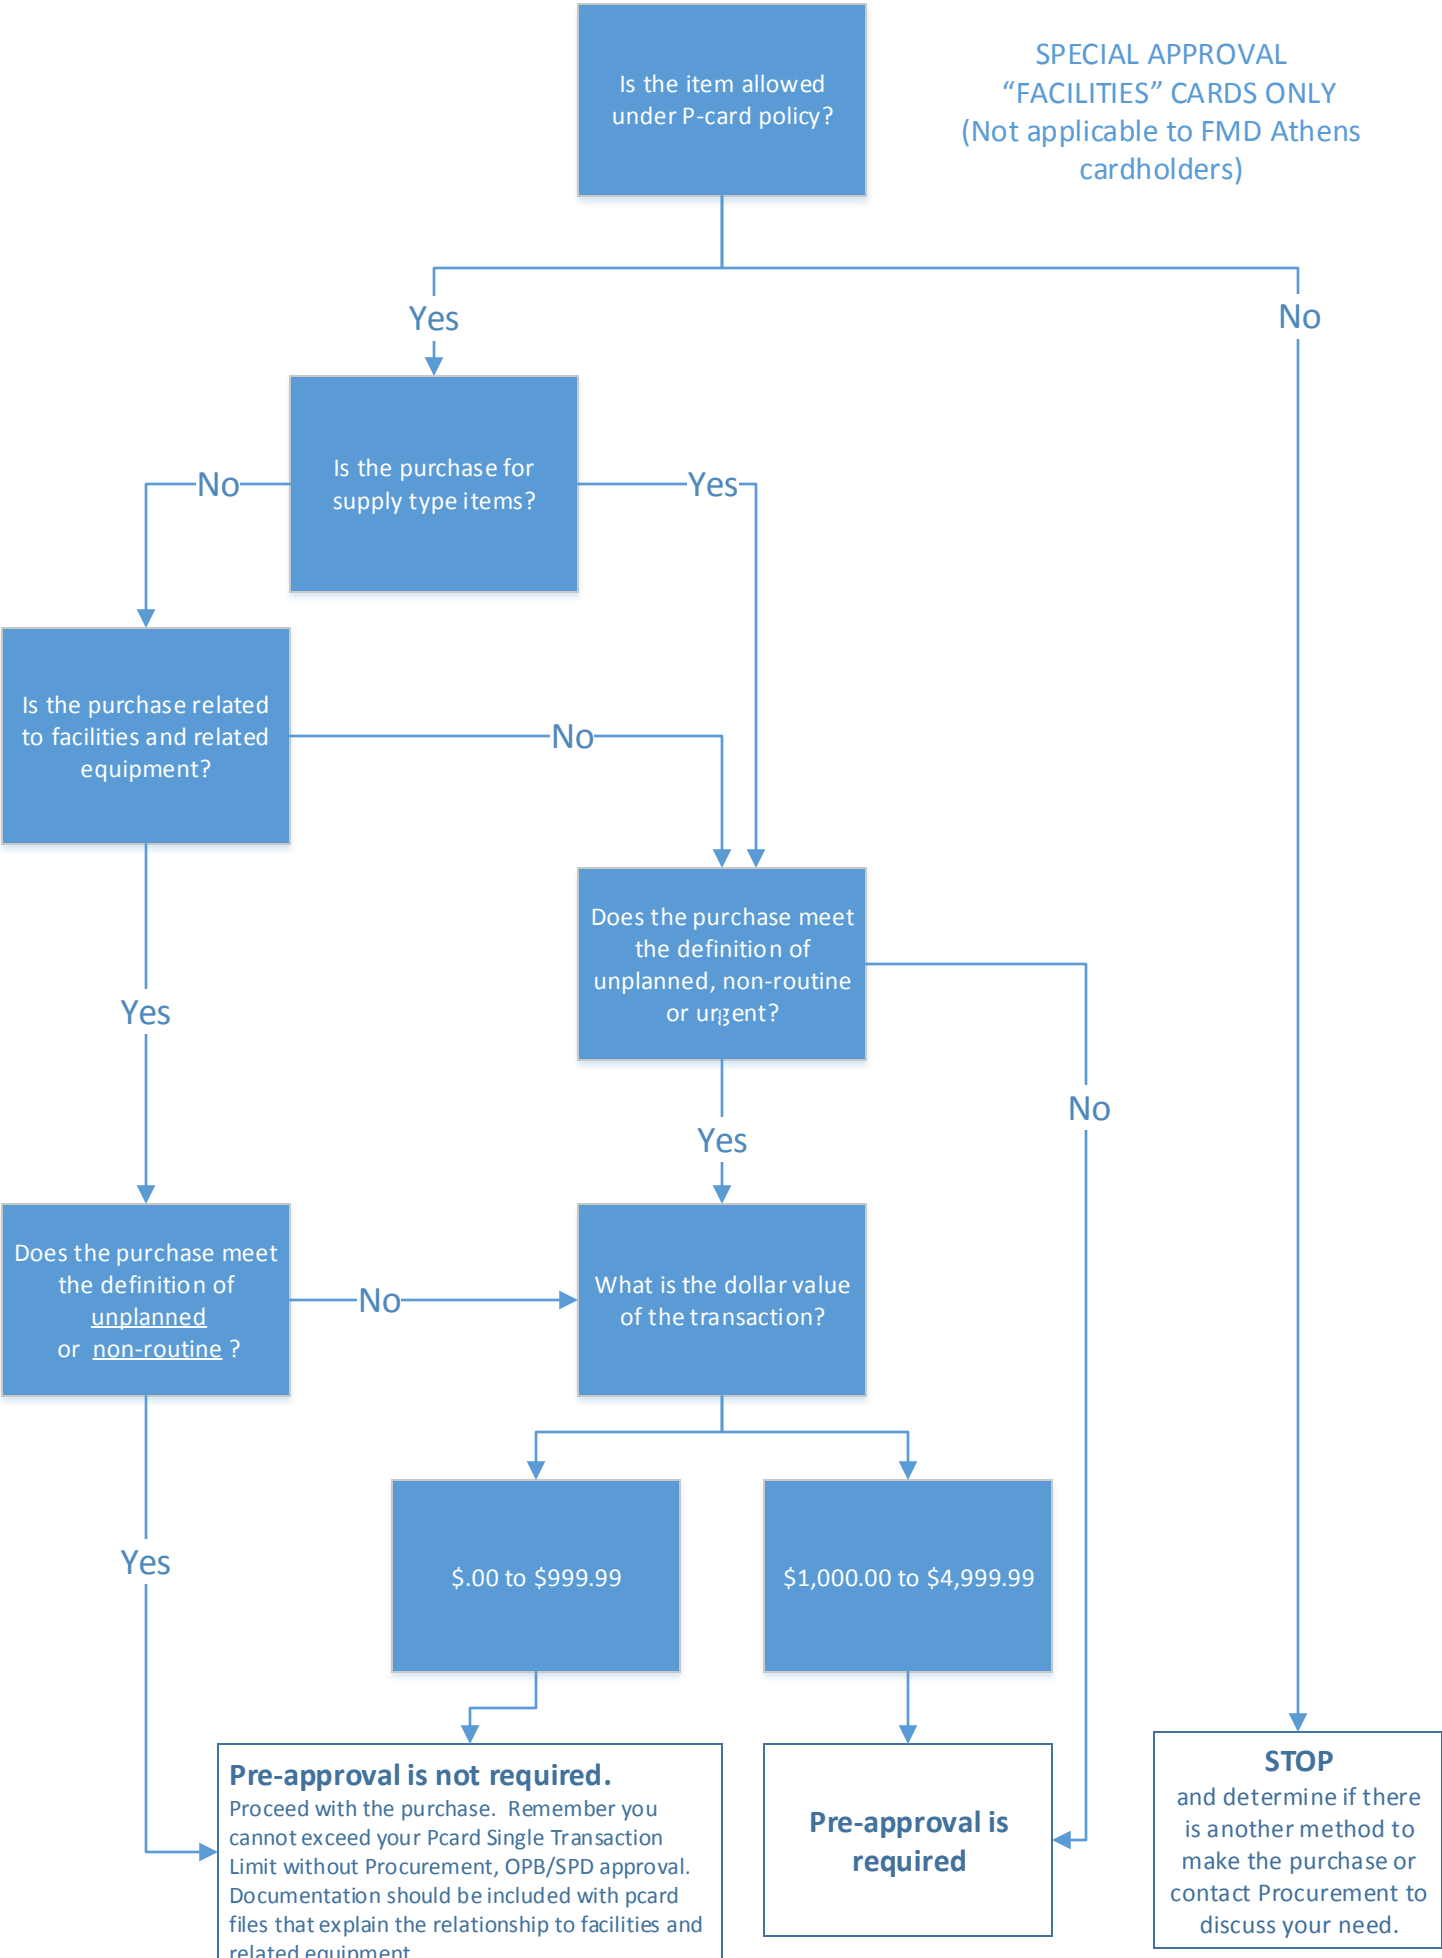 Is the item allowed
under P-card policy?
SPECIAL APPROVAL
“FACILITIES” CARDS ONLY
(Not applicable to FMD Athens
cardholders)
Yes
No
Is the purchase for
supply type items?
No
Yes
Is the purchase related
to facilities and related
equipment?
No
Does the purchase meet
the definition of
unplanned, non-routine
or urgent?
Yes
No
Yes
Does the purchase meet
the definition of
unplanned
or non-routine ?
No
What is the dollar value
of the transaction?
Yes
$.00 to $999.99
$1,000.00 to $4,999.99
Pre-approval is not required.
Proceed with the purchase. Remember you
cannot exceed your Pcard Single Transaction
Limit without Procurement, OPB/SPD approval.
Documentation should be included with pcard
files that explain the relationship to facilities and
related equipment
Pre-approval is
required
STOP
and determine if there
is another method to
make the purchase or
contact Procurement to
discuss your need.